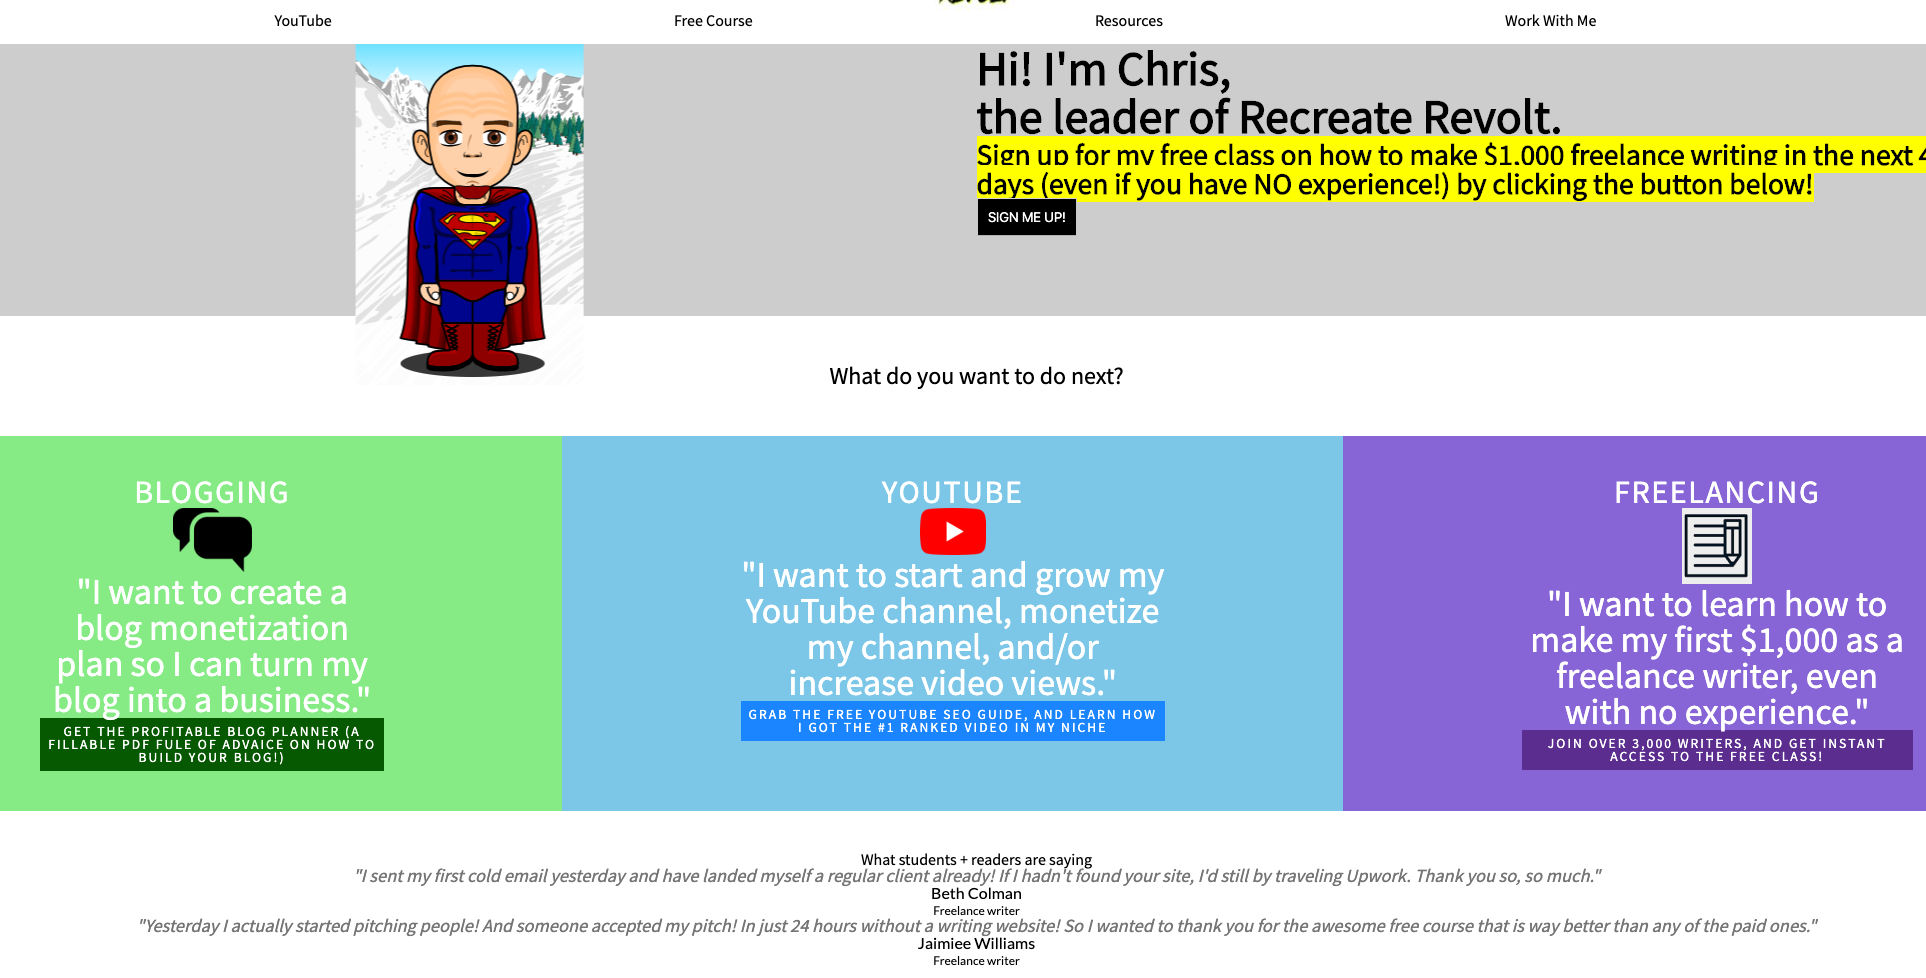 YouTube
Free Course
Resources
Work With Me
Hi! I'm Chris,
the leader of Recreate Revolt.
Sign up for my free class on how to make $1,000 freelance writing in the next
days (even if you have NO experience!) by clicking the button below!
SIGN ME UP!
What do you want to do next?
BLOGGING
"I want to create a
blog monetization
plan so I can turn my
blog into a business."
GET THE PROFITABLE BLOG PLANNER (A
FILLABLE PDF FULE OF ADVAICE ON HOW TO
BUILD YOUR BLOG!)
YOUTUBE
"I want to start and grow my
YouTube channel, monetize
my channel, and/or
increase video views."
GRAB THE FREE YOUTUBE SEO GUIDE, AND LEARN HOW
I GOT THE #1 RANKED VIDEO IN MY NICHE
FREELANCING
"I want to learn how to
make my first $1,000 as a
freelance writer, even
with no experience."
JOIN OVER 3,000 WRITERS, AND GET INSTANT
ACCESS TO THE FREE CLASS!
What students + readers are saying
"I sent my first cold email yesterday and have landed myself a regular client already! If I hadn't found your site, I'd still by traveling Upwork. Thank you so, so much."
Beth Colman
Freelance writer
"Yesterday I actually started pitching people! And someone accepted my pitch! In just 24 hours without a writing website! So I wanted to thank you for the awesome free course that is way better than any of the paid ones."
Jaimiee Williams
Freelance writer